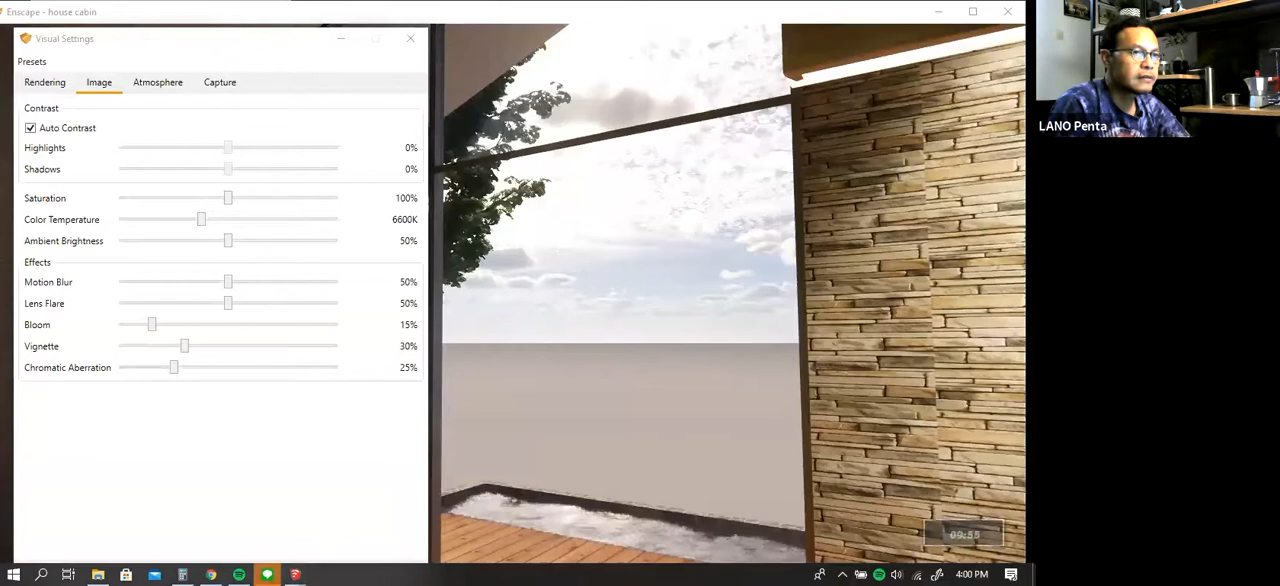 Enscape - house cabin
Visual Settings
Presets
Rendering Image Atmosphere Capture
Contrast
Auto Contrast
Highlights 0%
Shadows 0%
Saturation 100%
Color Temperature 6600K
Ambient Brightness 50%
Effects
Motion Blur 50%
Lens Flare 50%
Bloom 15%
Vignette 30%
Chromatic Aberration 25%
LANO Penta
09:55
4:00 PM